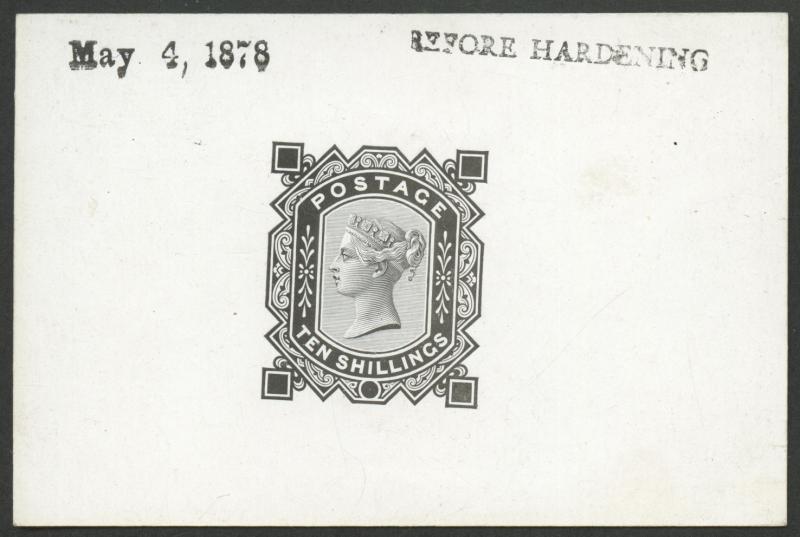 May 4, 1878
BEFORE HARDENING
POSTAGE
TEN SHILLINGS